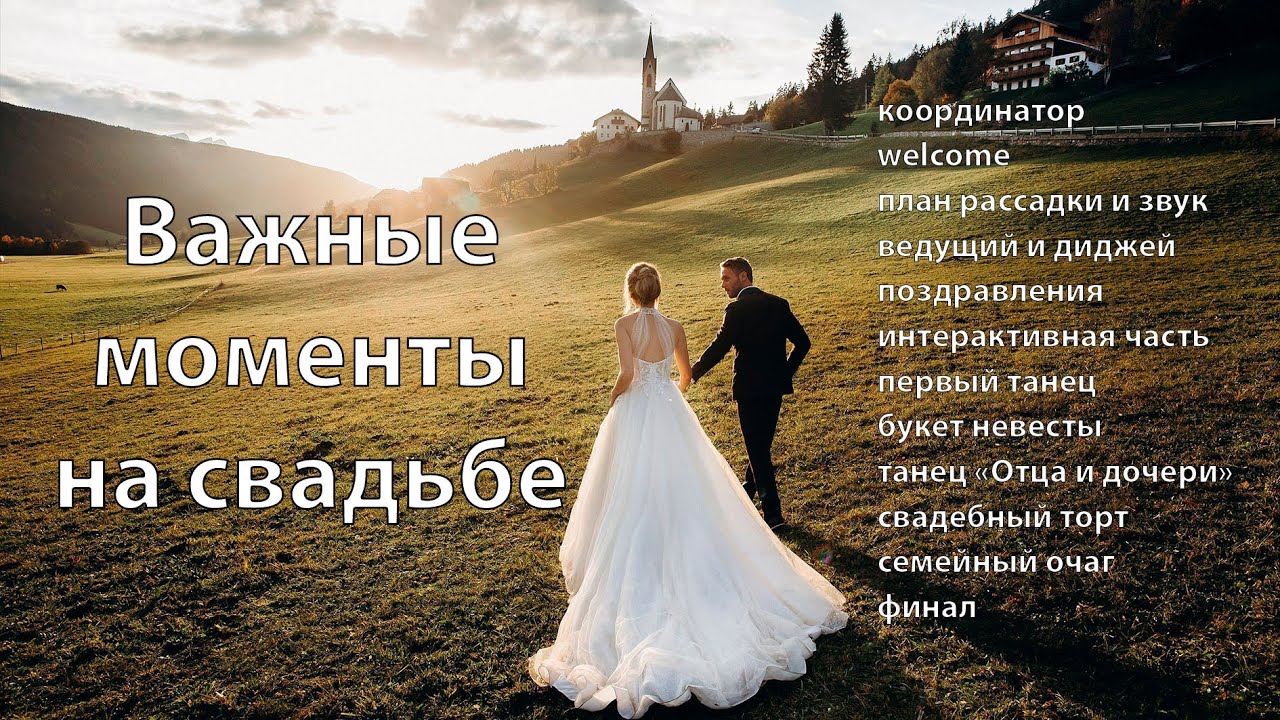 Важные
моменты
на свадьбе
координатор
welcome
план рассадки и звук
ведущий и диджей
поздравления
интерактивная часть
первый танец
букет невесты
танец «Отца и дочери»
свадебный торт
семейный очаг
финал